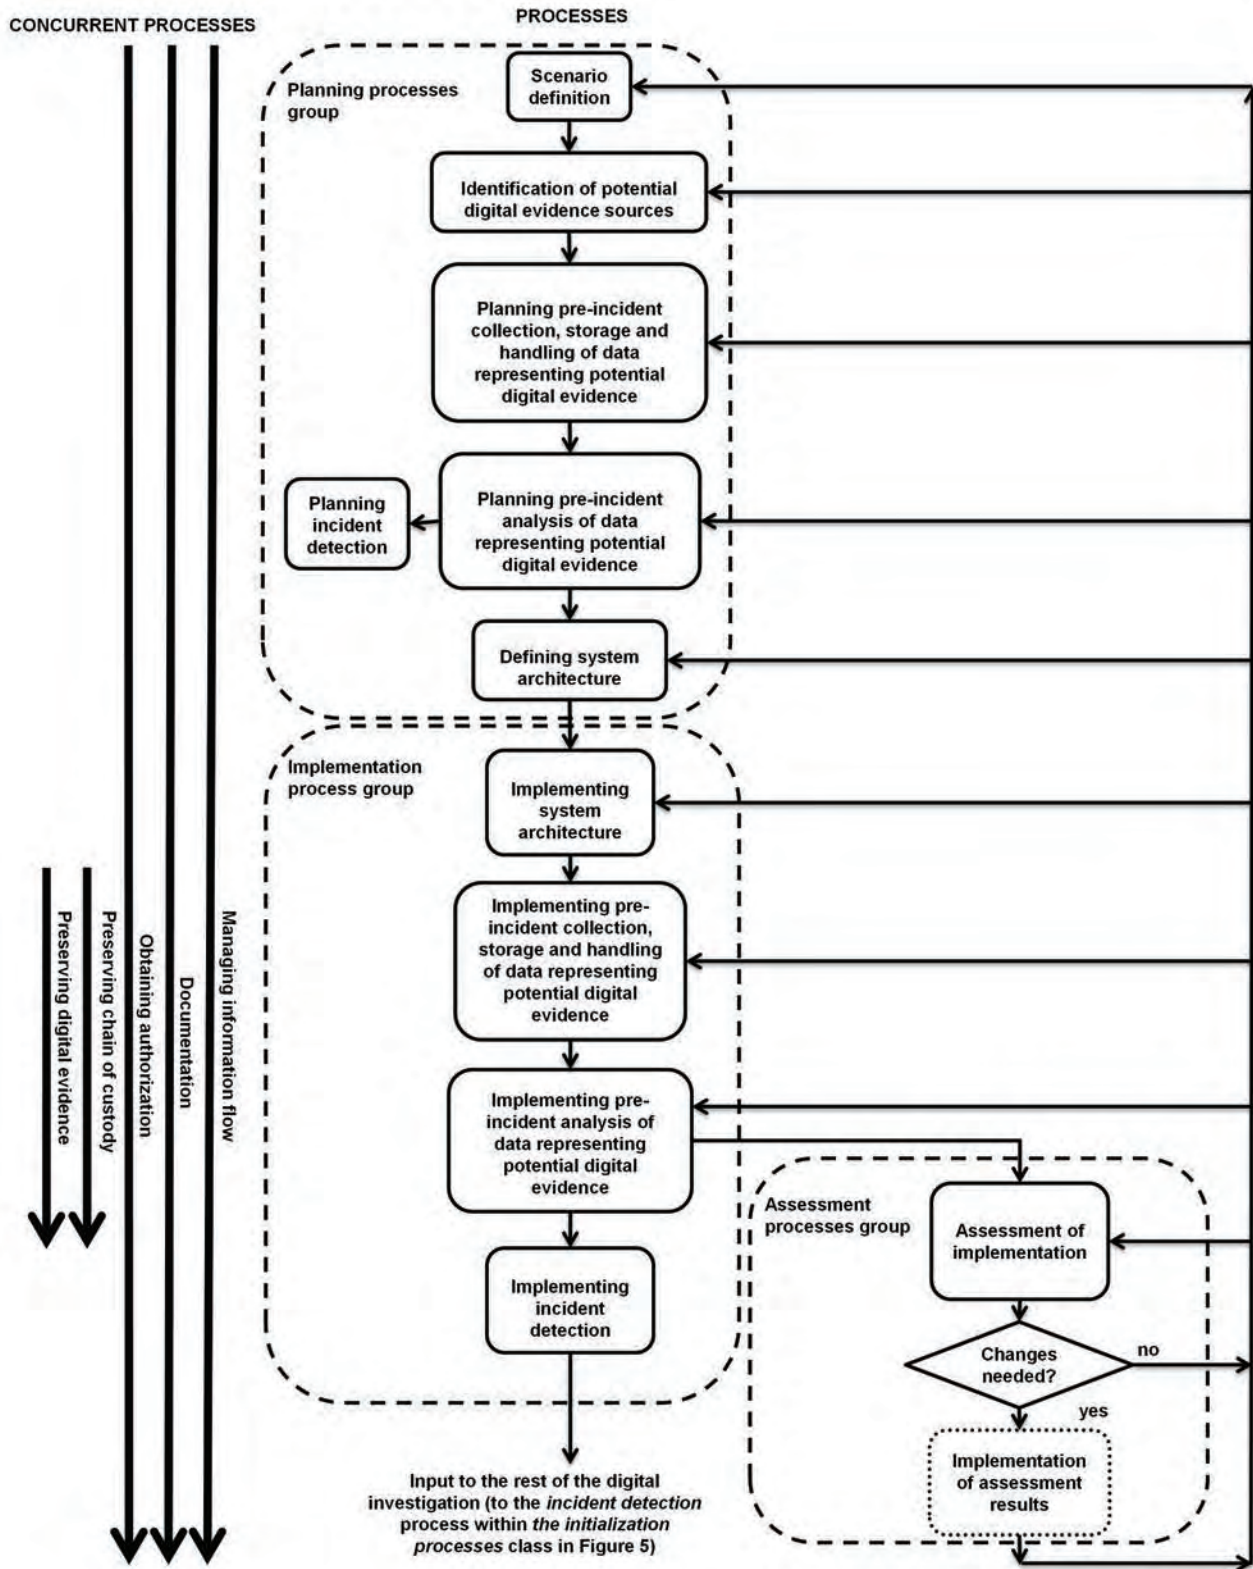 CONCURRENT PROCESSES
PROCESSES
Planning processes
group
Scenario
definition
Identification of potential
digital evidence sources
Planning pre-incident
collection, storage and
handling of data
representing potential
digital evidence
Planning
incident
detection
Planning pre-incident
analysis of data
representing potential
digital evidence
Defining system
architecture
Implementation
process group
Implementing
system
architecture
Implementing pre-
incident collection,
storage and handling
of data representing
potential digital
evidence
Preserving digital evidence
Preserving chain of custody
Obtaining authorization
Documentation
Managing information flow
Implementing pre-
incident analysis of
data representing
potential digital
evidence
Implementing
incident
detection
Assessment
processes group
Assessment of
implementation
Changes
needed?
no
yes
Implementation
of assessment
results
Input to the rest of the digital
investigation (to the incident detection
process within the initialization
processes class in Figure 5)